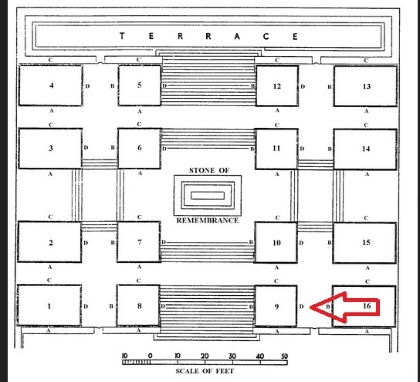 TERRACE
C C C C
4 D B 5 D B 12 D B 13
A A A A
C C C C
3 D B 6 D B 11 D B 14
A A A A
STONE OF
REMEMBRANCE
C C C C
2 D B 7 D B 10 D B 15
A A A A
C C C C
1 D B 8 D B 9 D B 16
A A A A
10 0 10 20 30 40 50
SCALE OF FEET